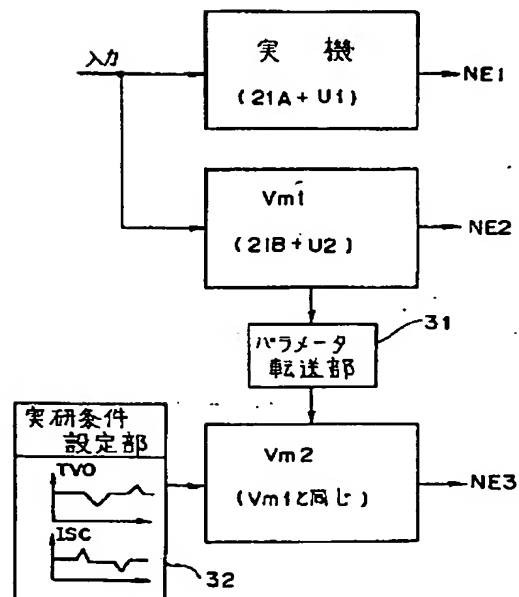 入力
実機
(21A+U1)
NE1
Vm1
(21B+U2)
NE2
パラメータ
転送部
31
実研条件
設定部
TVO
ISC
32
Vm2
(Vm1と同じ)
NE3